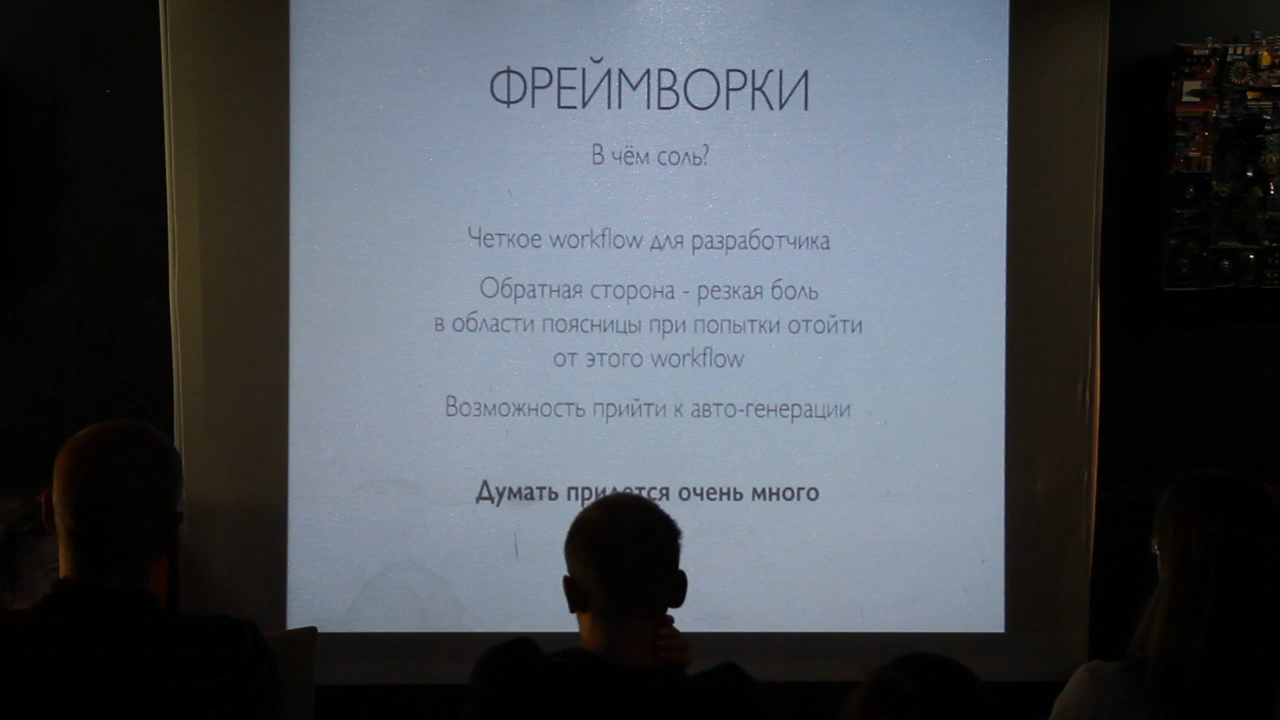 ФРЕЙМВОРКИ
В чём соль?
Четкое workflow для разработчика
Обратная сторона - резкая боль
в области поясницы при попытки отойти
от этого workflow
Возможность прийти к авто-генерации
Думать придется очень много